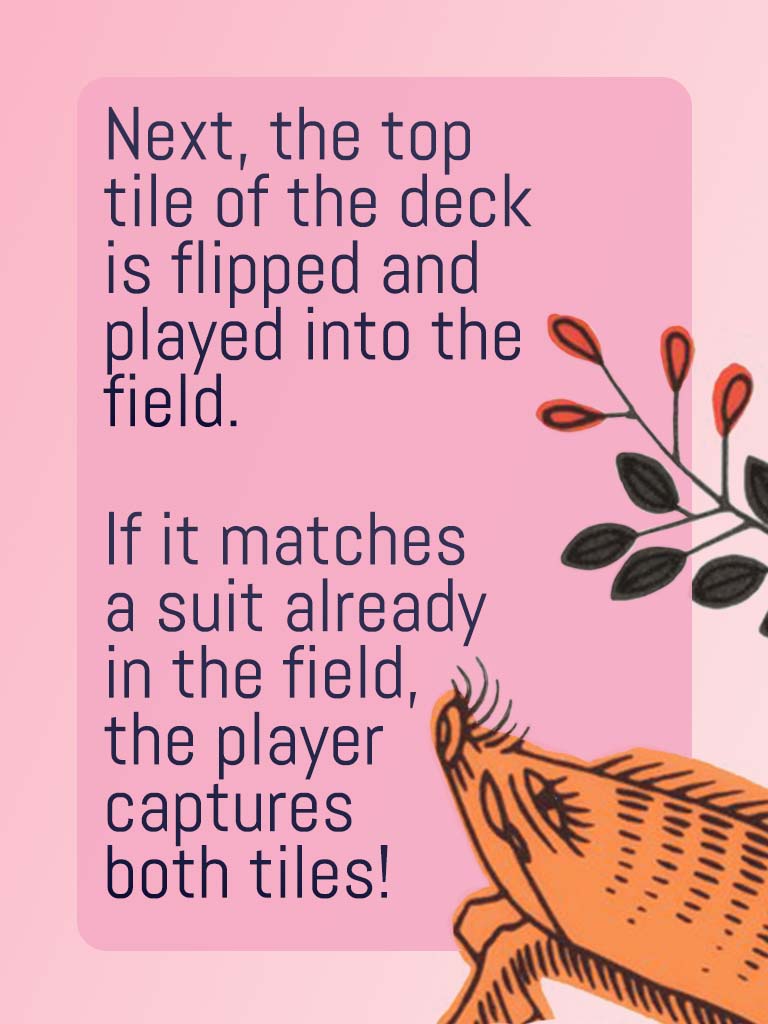 Next, the top
tile of the deck
is flipped and
played into the
field.
If it matches
a suit already
in the field,
the player
captures
both tiles!